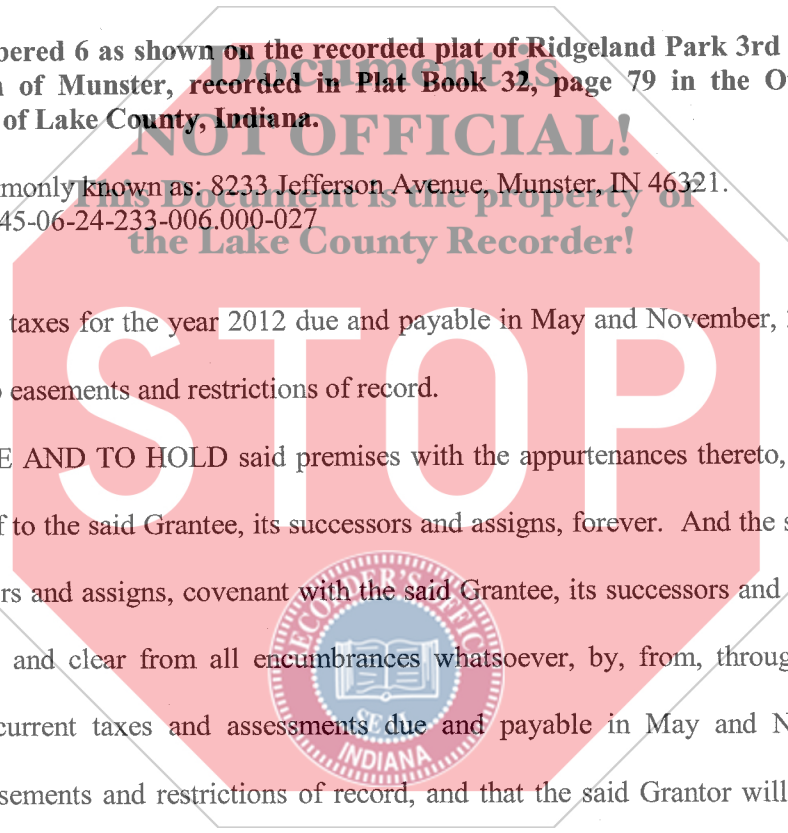 bered 6 as shown on the recorded plat of Ridgeland Park 3rd
Document is
n of Munster, recorded in Plat Book 32, page 79 in the O
of Lake County, Indiana.
NOT OFFICIAL!
monly known as: 8233 Jefferson Avenue, Munster, IN 46321.
This Document is the property of
45-06-24-233-006.000-027
the Lake County Recorder!
taxes for the year 2012 due and payable in May and November,
STOP
easements and restrictions of record.
E AND TO HOLD said premises with the appurtenances thereto,
f to the said Grantee, its successors and assigns, forever. And the s
rs and assigns, covenant with the said Grantee, its successors and
RECORDER'S OFFICE
and clear from all encumbrances whatsoever, by, from, throug
SEAL
current taxes and assessments due and payable in May and N
INDIANA
sements and restrictions of record, and that the said Grantor will